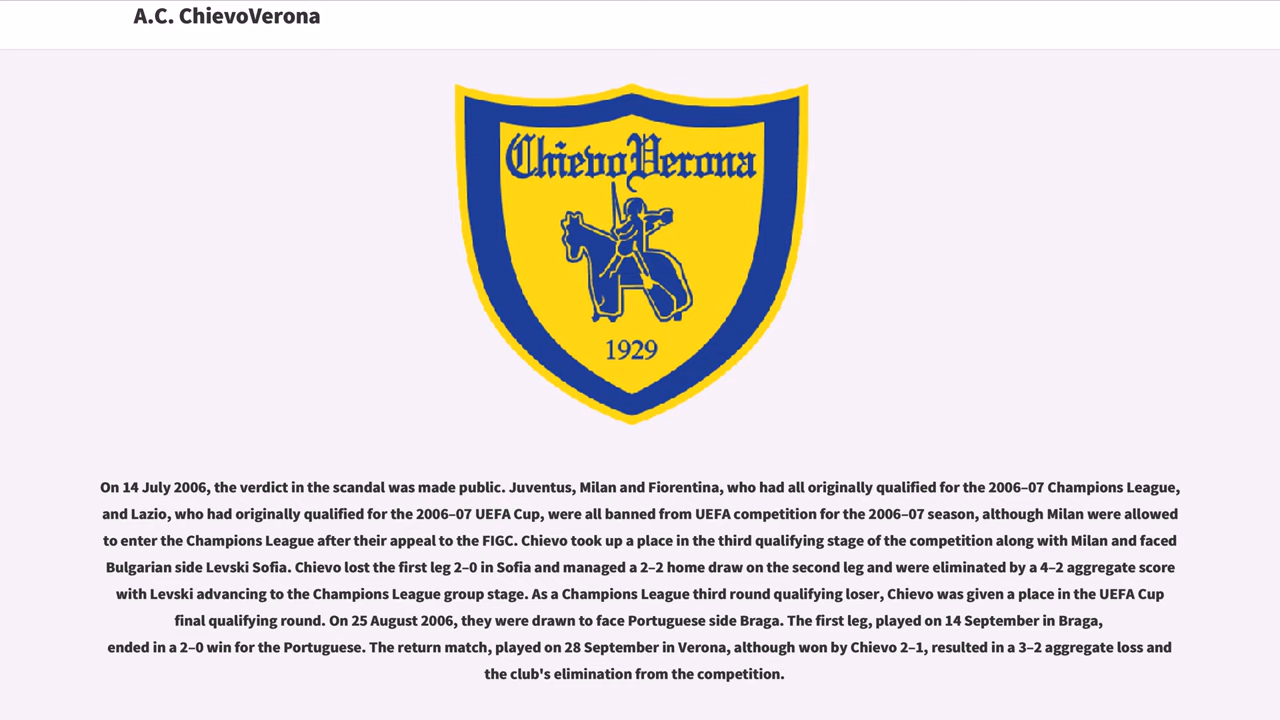 A.C. ChievoVerona
ChievoVerona
1929
On 14 July 2006, the verdict in the scandal was made public. Juventus, Milan and Fiorentina, who had all originally qualified for the 2006–07 Champions League,
and Lazio, who had originally qualified for the 2006–07 UEFA Cup, were all banned from UEFA competition for the 2006–07 season, although Milan were allowed
to enter the Champions League after their appeal to the FIGC. Chievo took up a place in the third qualifying stage of the competition along with Milan and faced
Bulgarian side Levski Sofia. Chievo lost the first leg 2–0 in Sofia and managed a 2–2 home draw on the second leg and were eliminated by a 4–2 aggregate score
with Levski advancing to the Champions League group stage. As a Champions League third round qualifying loser, Chievo was given a place in the UEFA Cup
final qualifying round. On 25 August 2006, they were drawn to face Portuguese side Braga. The first leg, played on 14 September in Braga,
ended in a 2–0 win for the Portuguese. The return match, played on 28 September in Verona, although won by Chievo 2–1, resulted in a 3–2 aggregate loss and
the club's elimination from the competition.